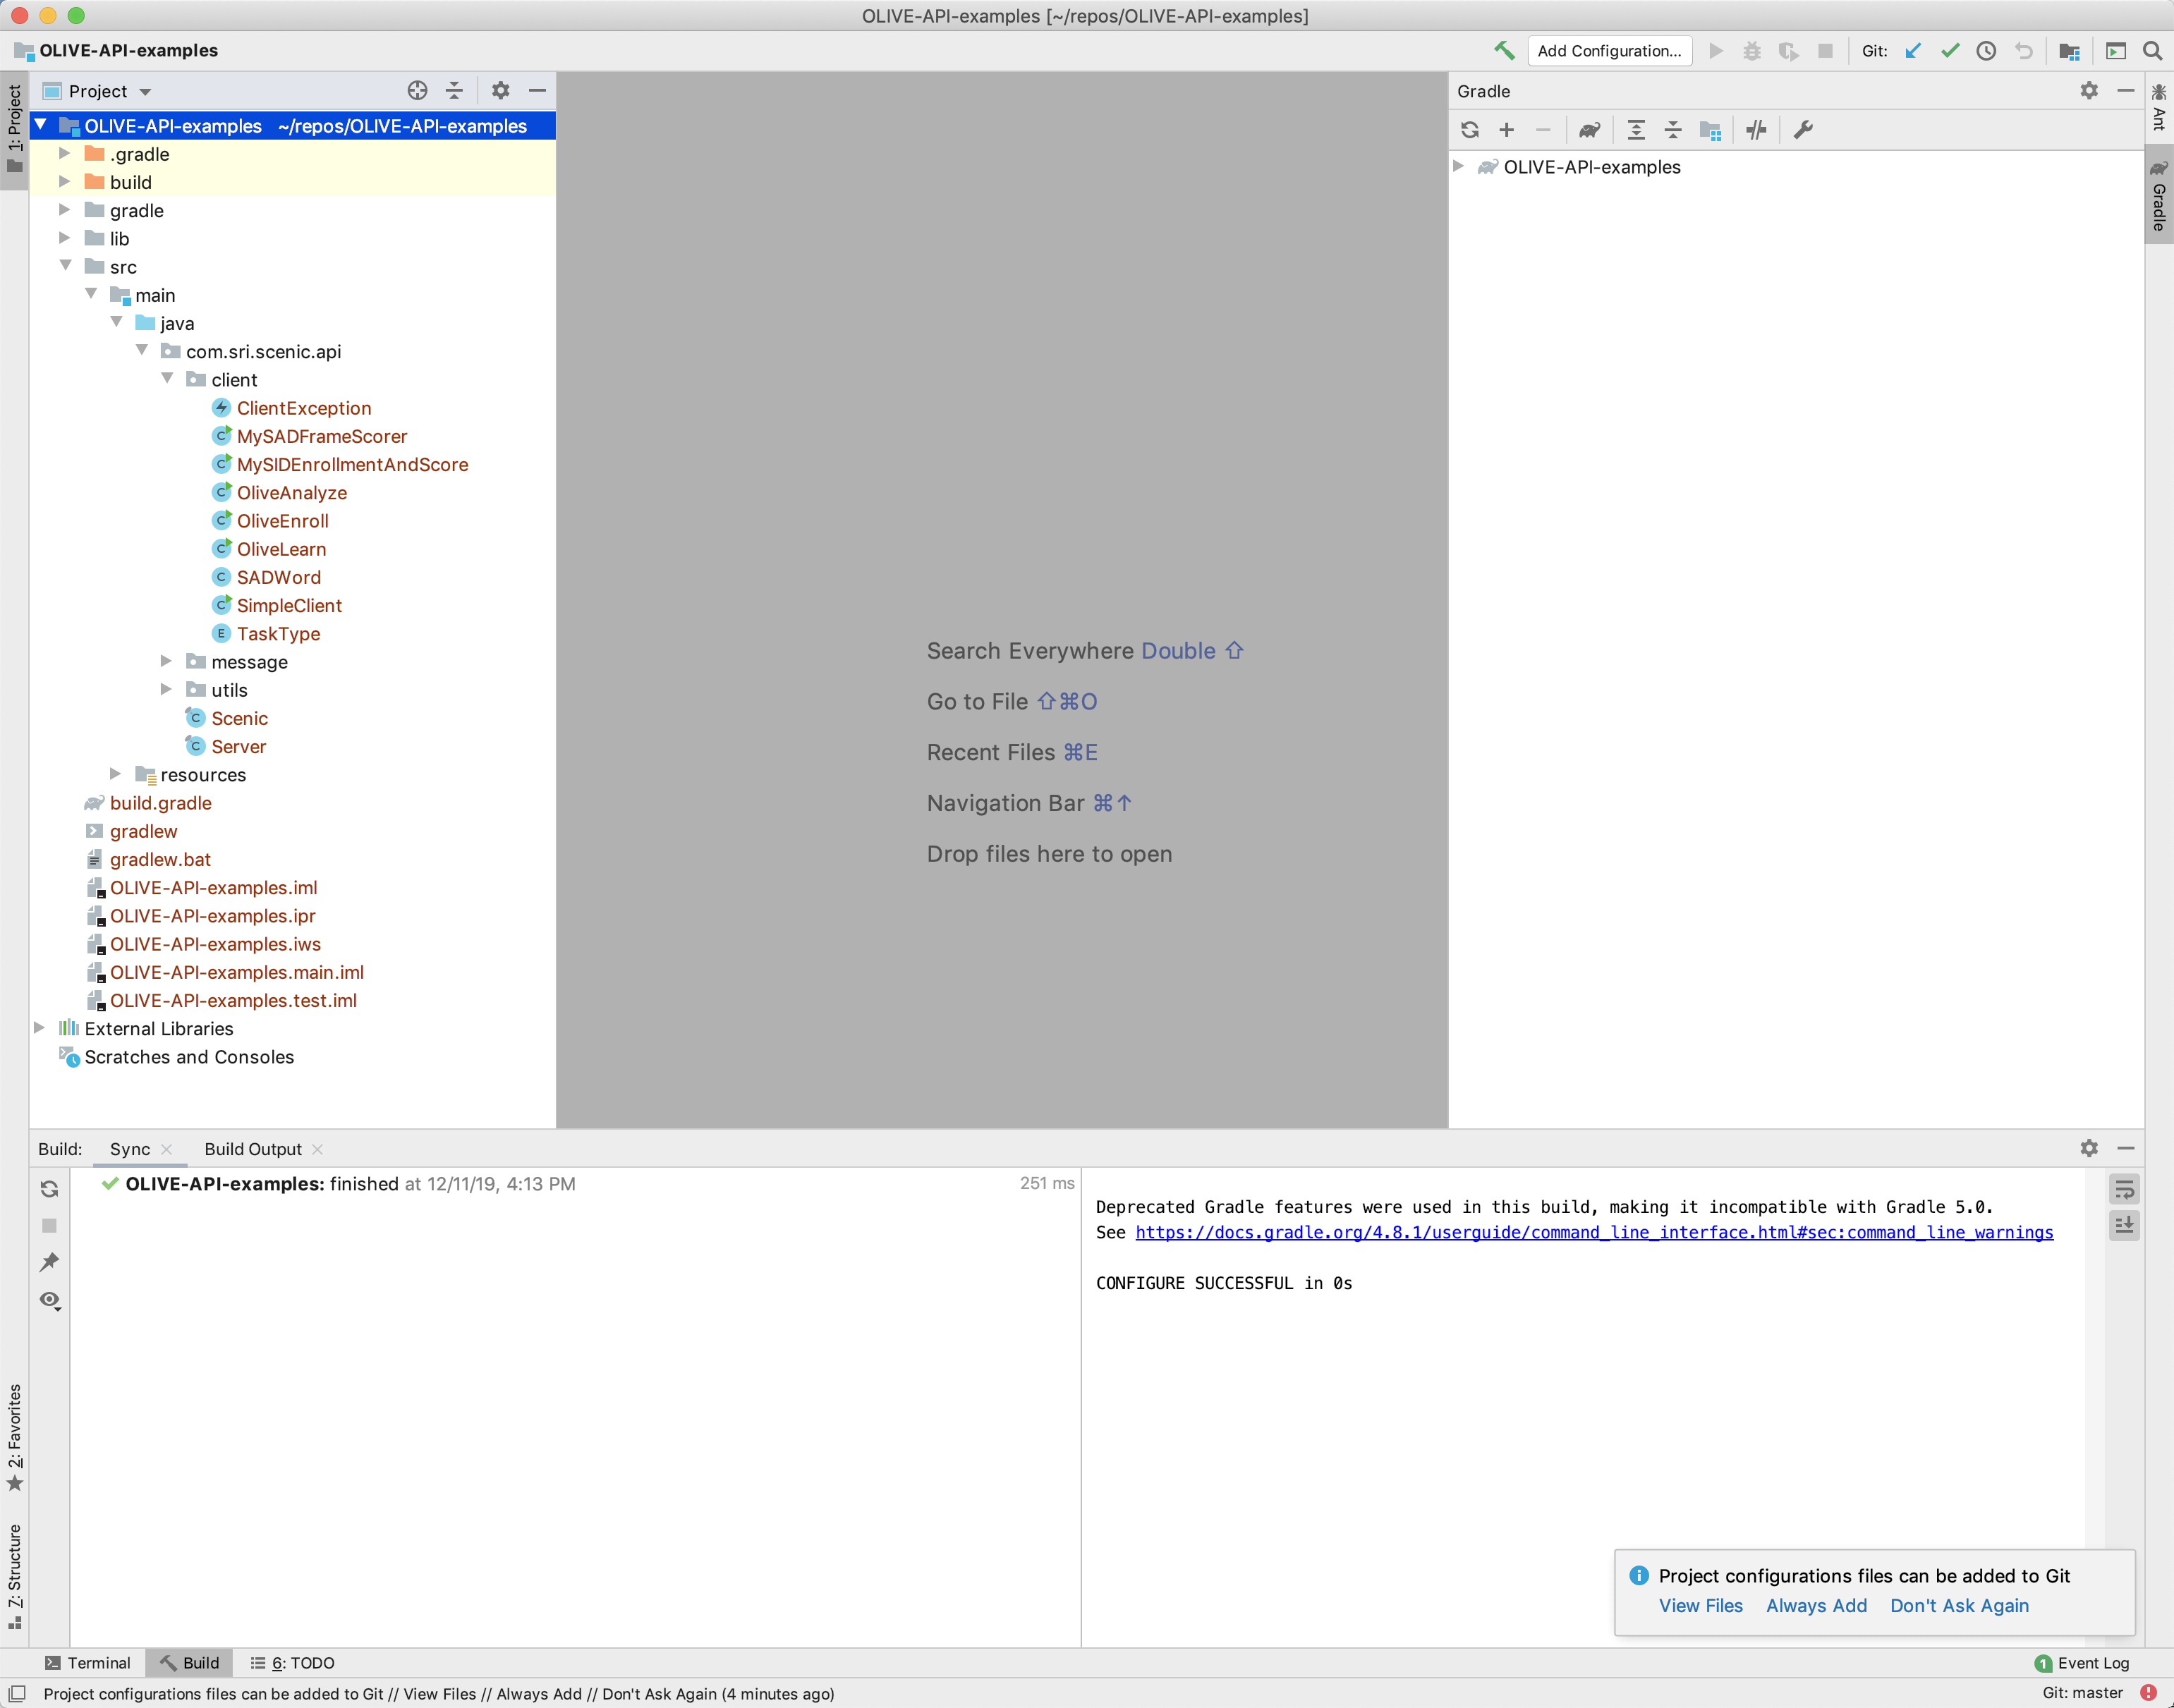 OLIVE-API-examples [~/repos/OLIVE-API-examples]
OLIVE-API-examples
Add Configuration...
Git:
1: Project
Project
OLIVE-API-examples ~/repos/OLIVE-API-examples
.gradle
build
gradle
lib
src
main
java
com.sri.scenic.api
client
ClientException
MySADFrameScorer
MySIDEnrollmentAndScore
OliveAnalyze
OliveEnroll
OliveLearn
SADWord
SimpleClient
TaskType
message
utils
Scenic
Server
resources
build.gradle
gradlew
gradlew.bat
OLIVE-API-examples.iml
OLIVE-API-examples.ipr
OLIVE-API-examples.iws
OLIVE-API-examples.main.iml
OLIVE-API-examples.test.iml
External Libraries
Scratches and Consoles
Search Everywhere Double ⇧
Go to File ⇧⌘O
Recent Files ⌘E
Navigation Bar ⌘↑
Drop files here to open
Gradle
OLIVE-API-examples
Ant
Gradle
Build: Sync Build Output
OLIVE-API-examples: finished at 12/11/19, 4:13 PM 251 ms
Deprecated Gradle features were used in this build, making it incompatible with Gradle 5.0.
See https://docs.gradle.org/4.8.1/userguide/command_line_interface.html#sec:command_line_warnings
CONFIGURE SUCCESSFUL in 0s
2: Favorites
7: Structure
Project configurations files can be added to Git
View Files Always Add Don't Ask Again
Terminal Build 6: TODO
1 Event Log
Project configurations files can be added to Git // View Files // Always Add // Don't Ask Again (4 minutes ago)
Git: master